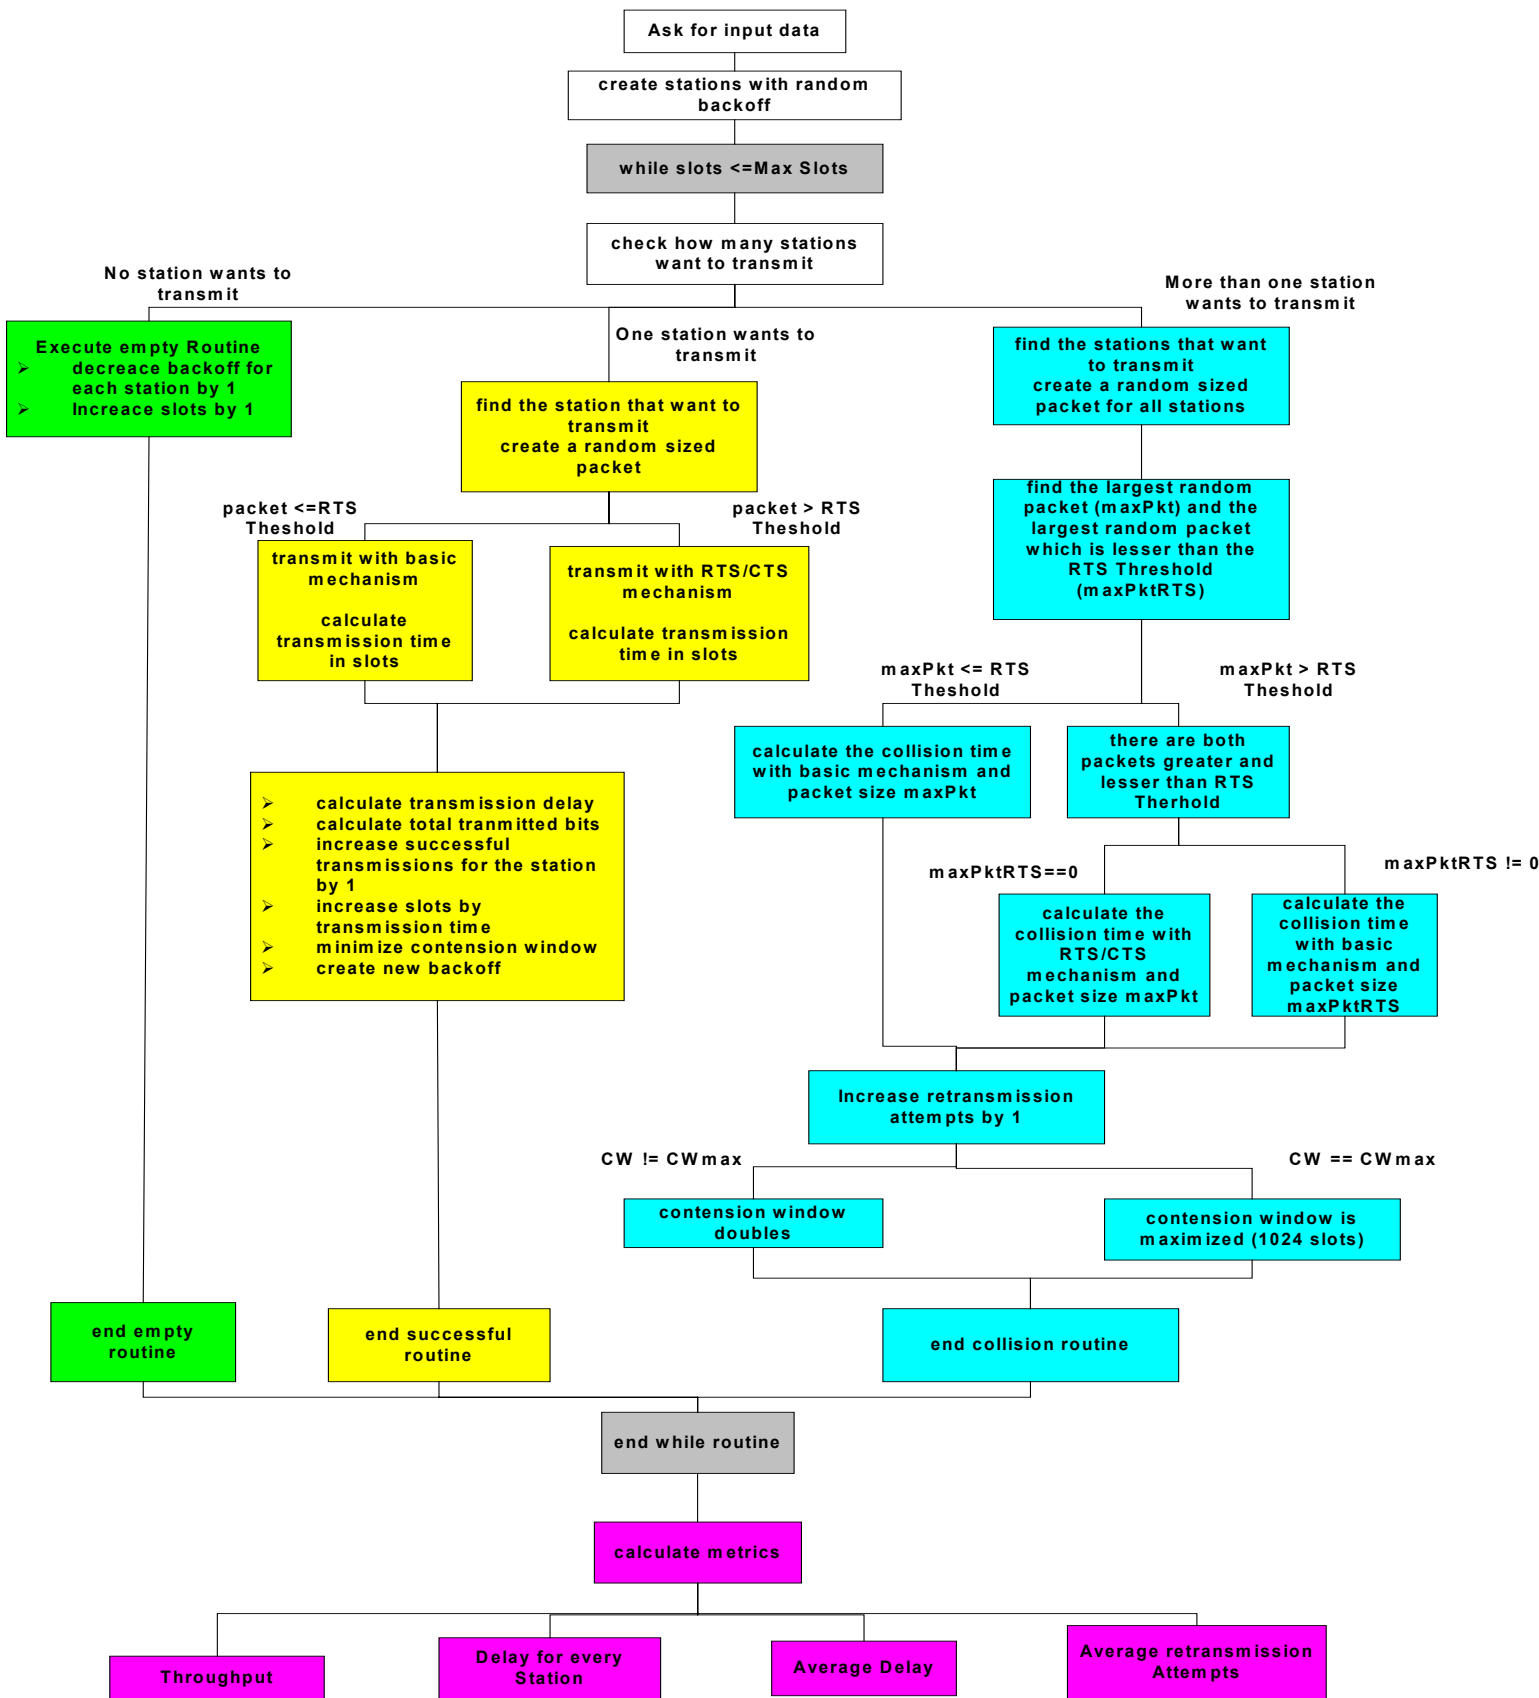 Ask for input data
create stations with random
backoff
while slots <=Max Slots
check how many stations
want to transmit
No station wants to
transmit
More than one station
wants to transmit
One station wants to
transmit
Execute empty Routine
➢ decreace backoff for
each station by 1
➢ Increace slots by 1
find the station that want to
transmit
create a random sized
packet
find the stations that want
to transmit
create a random sized
packet for all stations
packet <=RTS
Theshold
packet > RTS
Theshold
find the largest random
packet (maxPkt) and the
largest random packet
which is lesser than the
RTS Threshold
(maxPktRTS)
transmit with basic
mechanism
calculate
transmission time
in slots
transmit with RTS/CTS
mechanism
calculate transmission
time in slots
maxPkt <= RTS
Theshold
maxPkt > RTS
Theshold
calculate the collision time
with basic mechanism and
packet size maxPkt
there are both
packets greater and
lesser than RTS
Therhold
➢ calculate transmission delay
➢ calculate total tranmitted bits
➢ increase successful
transmissions for the station
by 1
➢ increase slots by
transmission time
➢ minimize contension window
➢ create new backoff
maxPktRTS==0
maxPktRTS != 0
calculate the
collision time with
RTS/CTS
mechanism and
packet size maxPkt
calculate the
collision time
with basic
mechanism and
packet size
maxPktRTS
Increase retransmission
attempts by 1
CW != CWmax
CW == CWmax
contension window
doubles
contension window is
maximized (1024 slots)
end empty
routine
end successful
routine
end collision routine
end while routine
calculate metrics
Throughput
Delay for every
Station
Average Delay
Average retransmission
Attempts